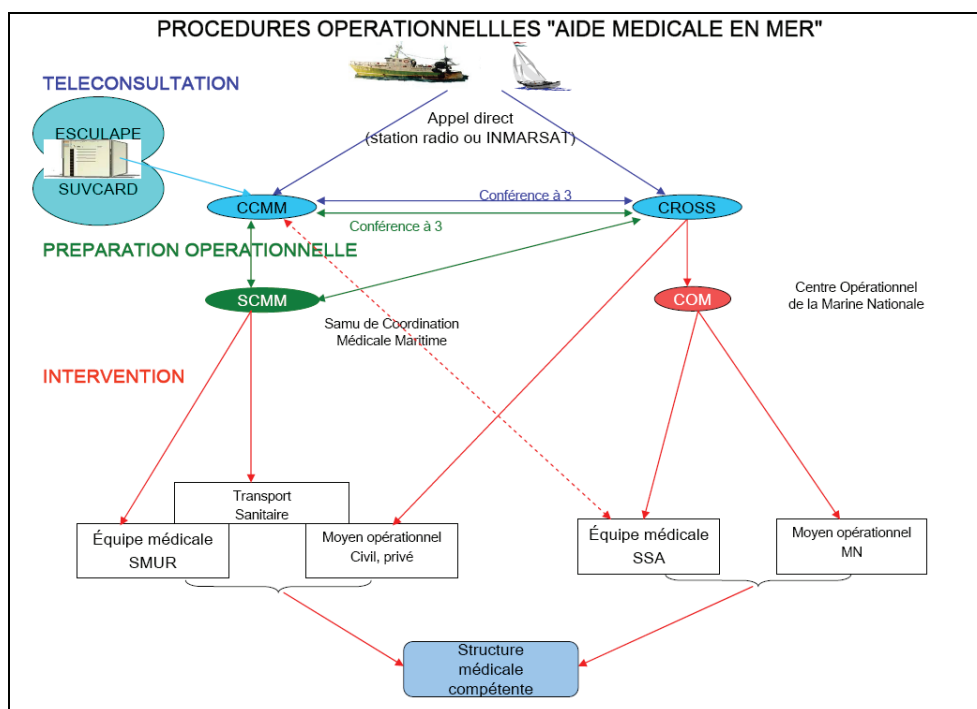 PROCEDURES OPERATIONNELLLES "AIDE MEDICALE EN MER"
TELECONSULTATION
ESCULAPE
SUVCARD
Appel direct
(station radio ou INMARSAT)
CCMM
Conférence à 3
CROSS
Conférence à 3
PREPARATION OPERATIONNELLE
SCMM
COM
Centre Opérationnel
de la Marine Nationale
Samu de Coordination
Médicale Maritime
INTERVENTION
Transport
Sanitaire
Équipe médicale
SMUR
Moyen opérationnel
Civil, privé
Équipe médicale
SSA
Moyen opérationnel
MN
Structure
médicale
compétente